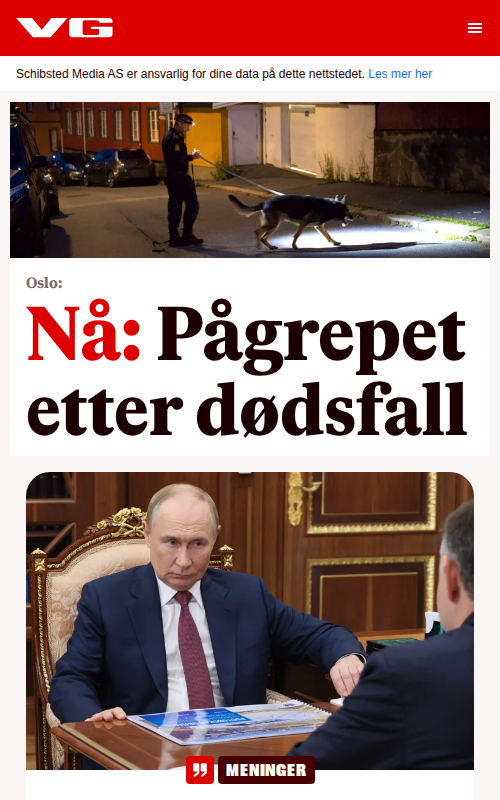 VG
Schibsted Media AS er ansvarlig for dine data på dette nettstedet. Les mer her
Oslo:
Nå: Pågrepet
etter dødsfall
MENINGER